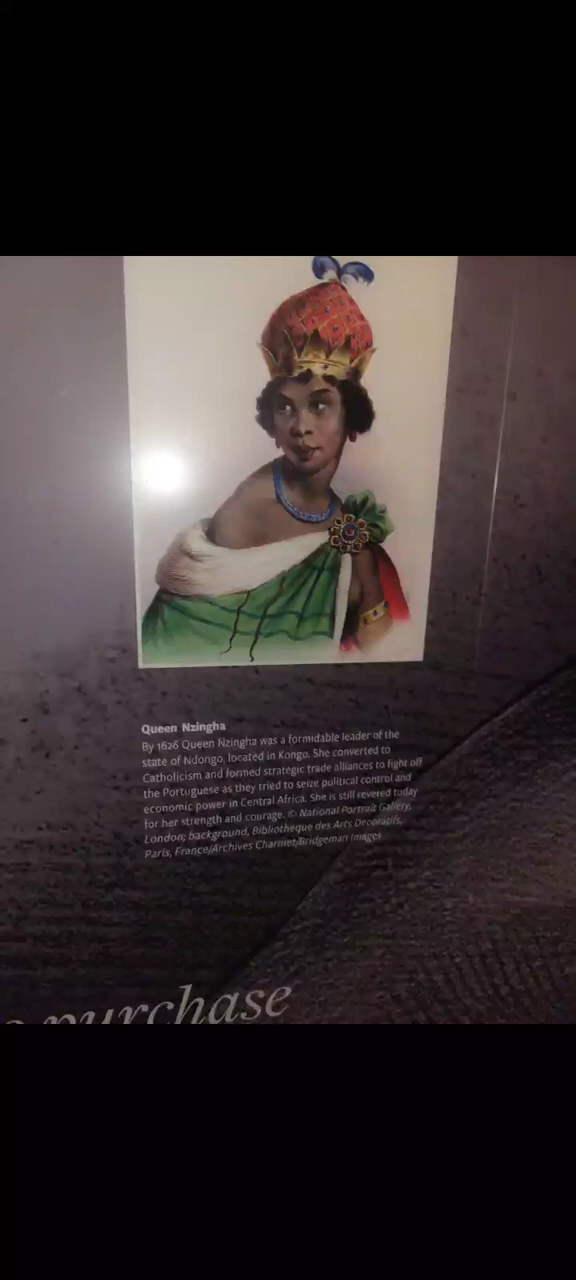 Queen Nzingha
By 1626 Queen Nzingha was a formidable leader of the
state of Ndongo, located in Kongo. She converted to
Catholicism and formed strategic trade alliances to fight off
the Portuguese as they tried to seize political control and
economic power in Central Africa. She is still revered today
for her strength and courage. © National Portrait Gallery,
London; background, Bibliotheque des Arts Decoratifs,
Paris, France/Archives Charmet/Bridgeman Images
purchase